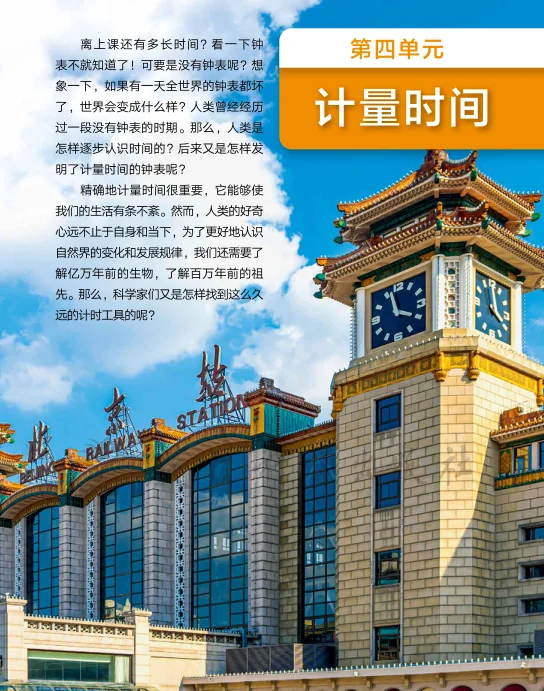 离上课还有多长时间？看一下钟
表不就知道了！可要是没有钟表呢？想
象一下，如果有一天全世界的钟表都坏
了，世界会变成什么样？人类曾经经历
过一段没有钟表的时期。那么，人类是
怎样逐步认识时间的？后来又是怎样发
明了计量时间的钟表呢？
精确地计量时间很重要，它能够使
我们的生活有条不紊。然而，人类的好奇
心远不止于自身和当下，为了更好地认识
自然界的变化和发展规律，我们还需要了
解亿万年前的生物，了解百万年前的祖
先。那么，科学家们又是怎样找到这么久
远的计时工具的呢？
第四单元
计量时间
北京站
RAILWAY STATION